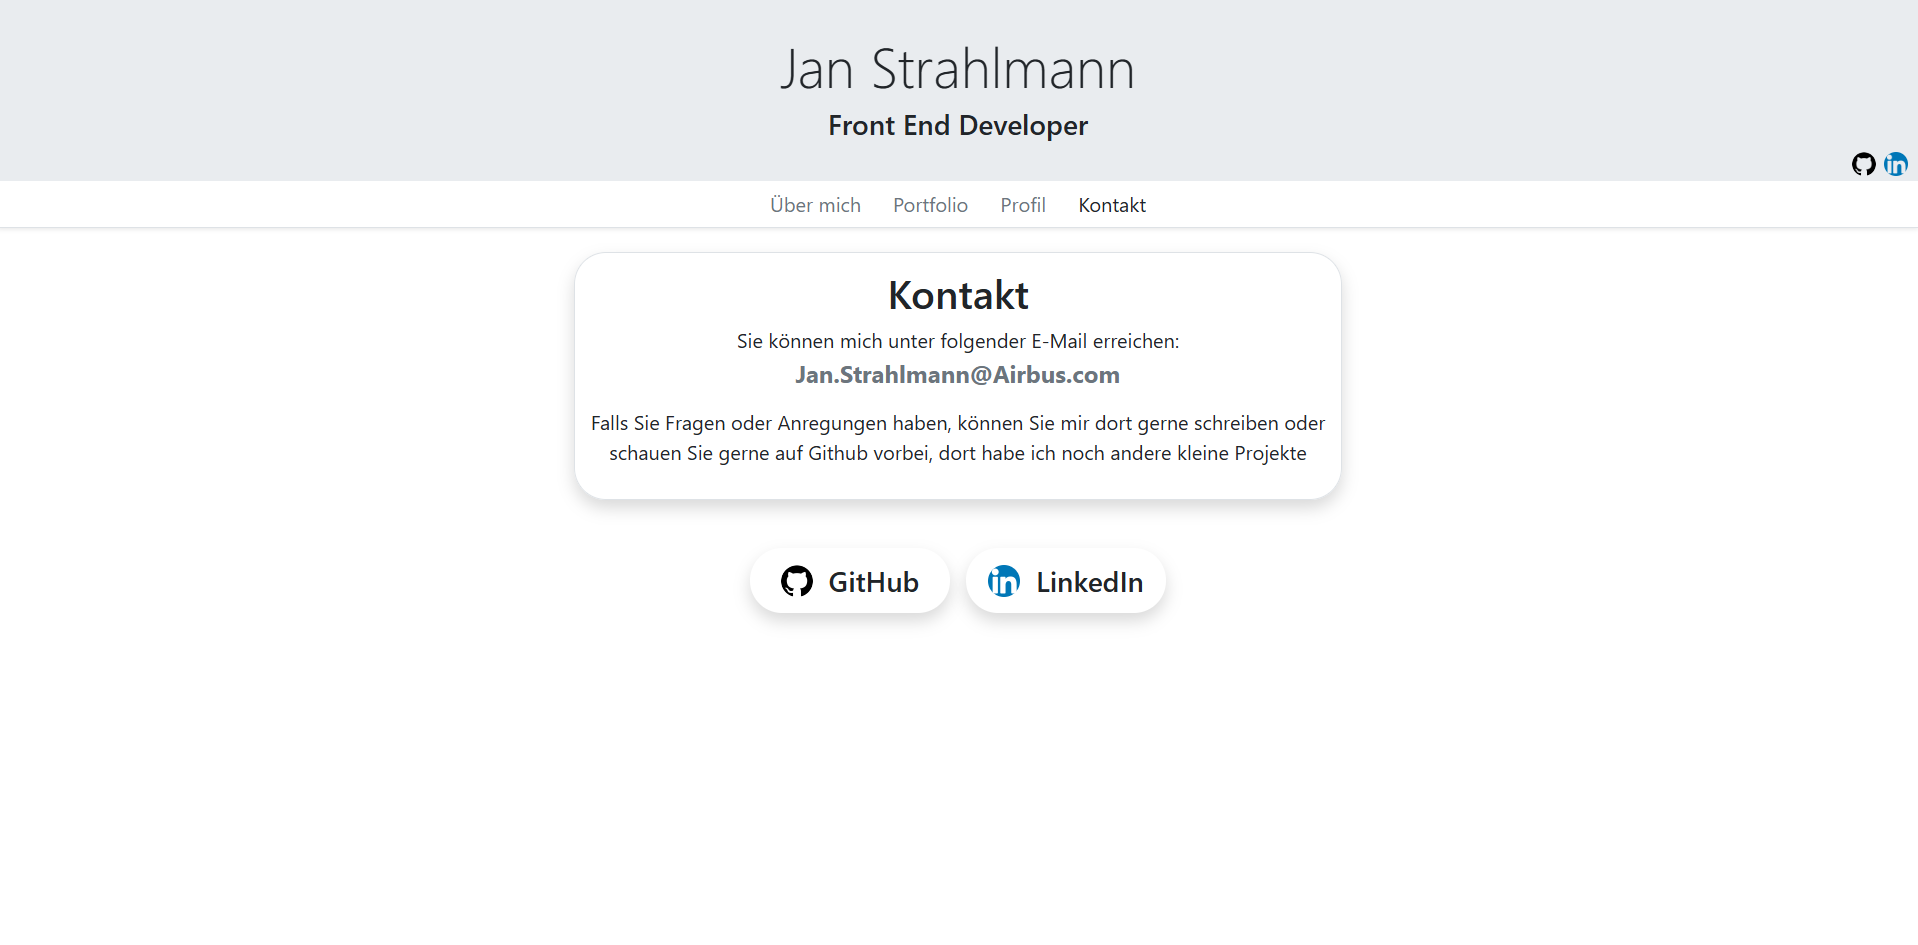 Jan Strahlmann
Front End Developer
Über mich Portfolio Profil Kontakt
Kontakt
Sie können mich unter folgender E-Mail erreichen:
Jan.Strahlmann@Airbus.com
Falls Sie Fragen oder Anregungen haben, können Sie mir dort gerne schreiben oder
schauen Sie gerne auf Github vorbei, dort habe ich noch andere kleine Projekte
GitHub LinkedIn